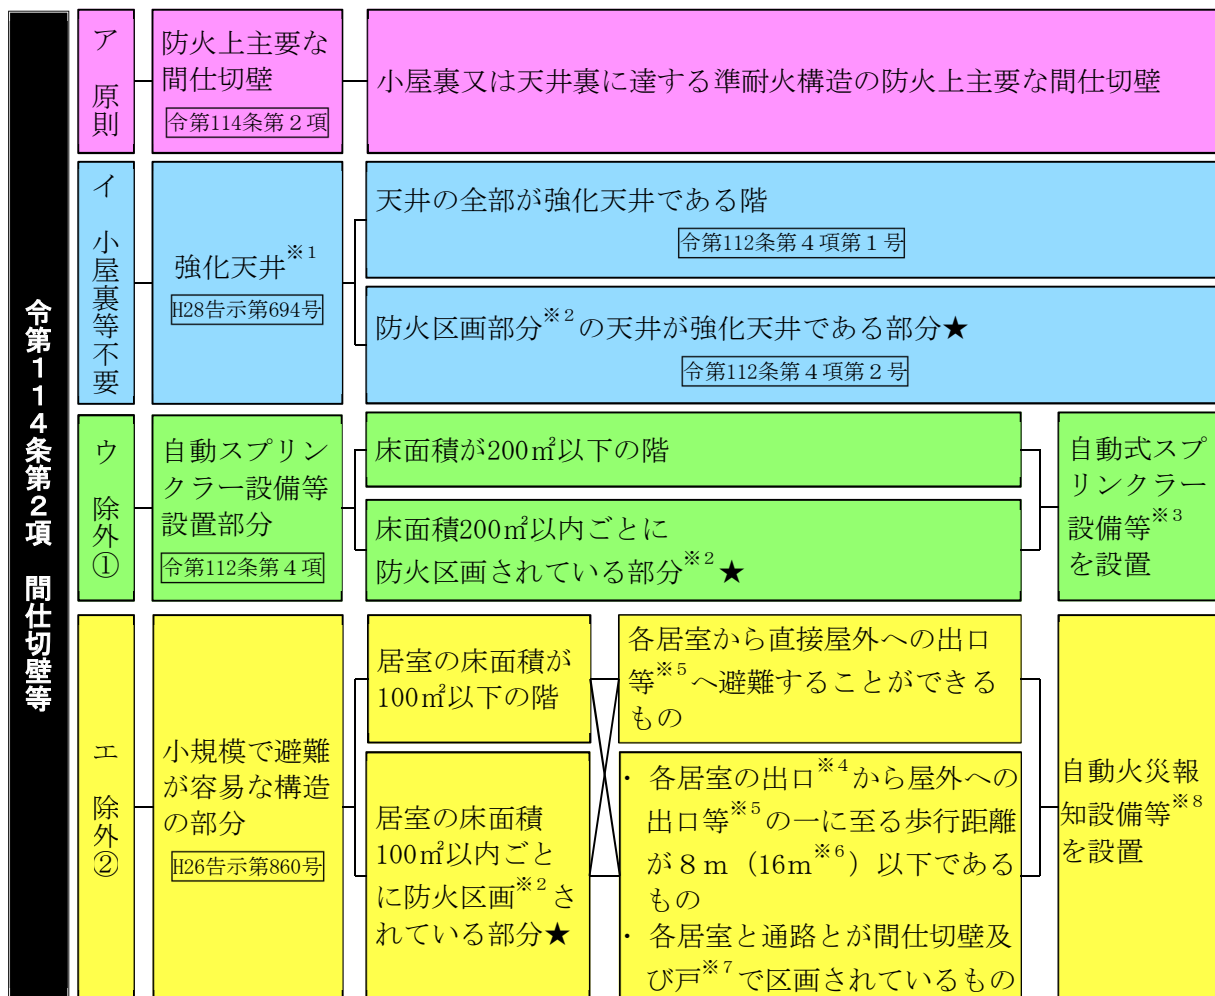 令第114条第2項　間仕切壁等
ア　原則
防火上主要な
間仕切壁
令第114条第２項
小屋裏又は天井裏に達する準耐火構造の防火上主要な間仕切壁
イ　小屋裏等不要
強化天井※1
H28告示第694号
天井の全部が強化天井である階
令第112条第４項第１号
防火区画部分※2の天井が強化天井である部分★
令第112条第４項第２号
ウ　除外①
自動スプリン
クラー設備等
設置部分
令第112条第４項
床面積が200㎡以下の階
床面積200㎡以内ごとに
防火区画されている部分※2★
自動式スプ
リンクラー
設備等※3
を設置
エ　除外②
小規模で避難
が容易な構造
の部分
H26告示第860号
居室の床面積が
100㎡以下の階
居室の床面積
100㎡以内ごと
に防火区画※2さ
れている部分★
各居室から直接屋外への出口
等※5へ避難することができる
もの
・ 各居室の出口※4から屋外への
出口等※5の一に至る歩行距離
が８ｍ（16m※6）以下である
もの
・ 各居室と通路とが間仕切壁及
び戸※7で区画されているもの
自動火災報
知設備等※8
を設置